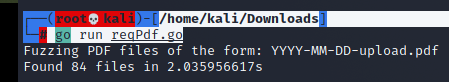 ┌──(root💀kali)-[/home/kali/Downloads]
└─# go run reqPdf.go
Fuzzing PDF files of the form: YYYY-MM-DD-upload.pdf
Found 84 files in 2.035956617s